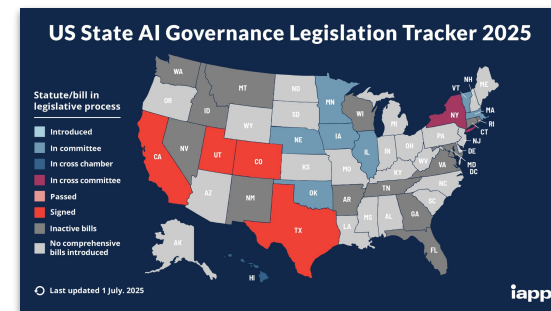 US State AI Governance Legislation Tracker 2025
Statute/bill in
legislative process
Introduced
In committee
In cross chamber
In cross committee
Passed
Signed
Inactive bills
No comprehensive
bills introduced
WA
MT
ND
MN
OR
ID
SD
WI
WY
MI
NH
VT
ME
NY
MA
RI
CT
NV
UT
NE
IA
PA
NJ
CA
CO
IL
IN
OH
DE
KS
MO
WV
VA
MD
DC
KY
AZ
NM
OK
AR
TN
NC
SC
TX
LA
MS
AL
GA
FL
AK
HI
Last updated 1 July. 2025
iapp